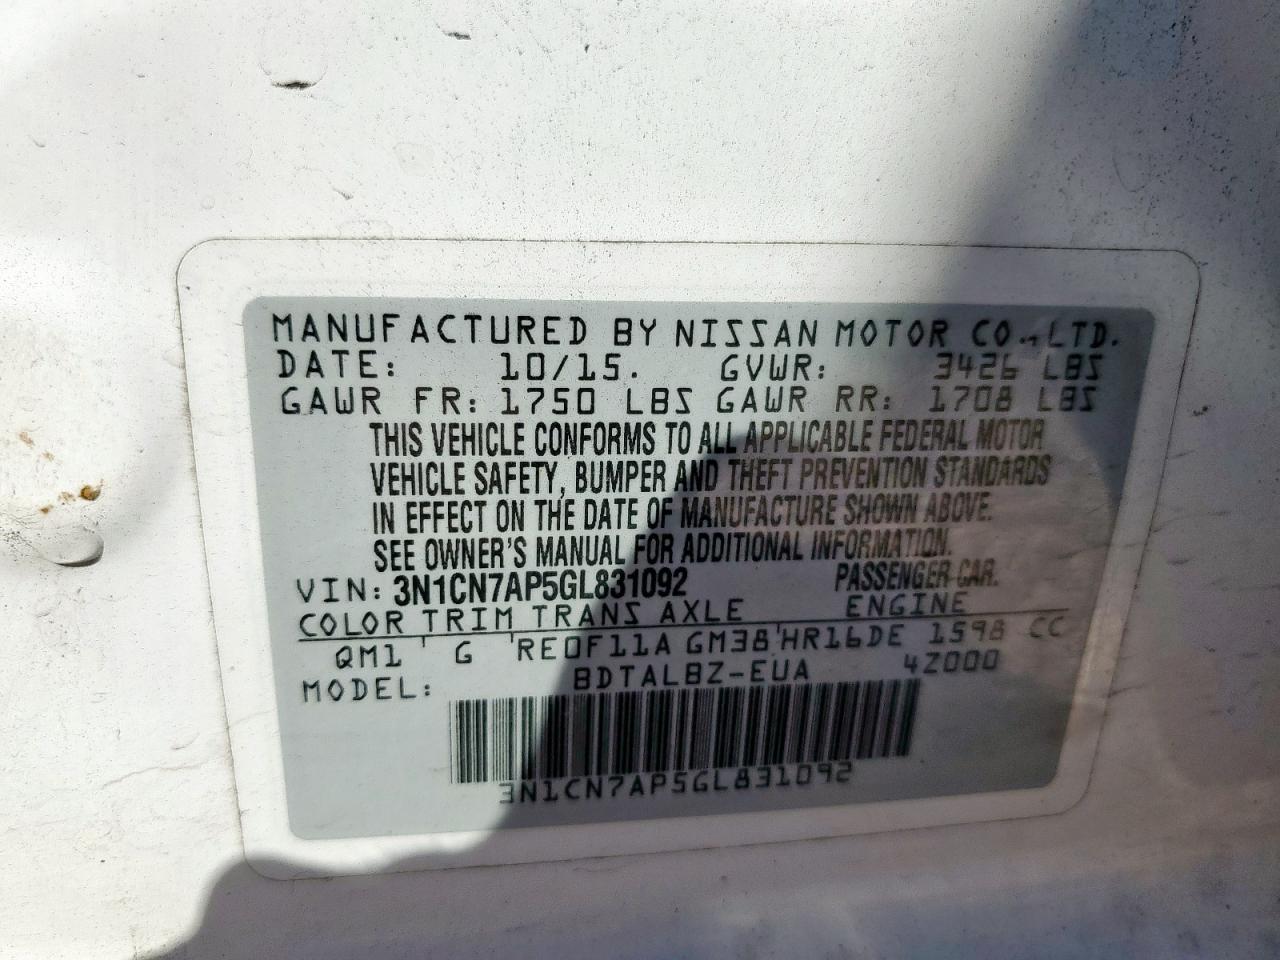 MANUFACTURED BY NISSAN MOTOR CO., LTD.
DATE: 10/15. GVWR: 3426 LBS
GAWR FR: 1750 LBS GAWR RR: 1708 LBS
THIS VEHICLE CONFORMS TO ALL APPLICABLE FEDERAL MOTOR
VEHICLE SAFETY, BUMPER AND THEFT PREVENTION STANDARDS
IN EFFECT ON THE DATE OF MANUFACTURE SHOWN ABOVE.
SEE OWNER'S MANUAL FOR ADDITIONAL INFORMATION.
VIN: 3N1CN7AP5GL831092 PASSENGER CAR.
COLOR TRIM TRANS AXLE ENGINE
QM1 G RE0F11A GM38 HR16DE 1598 CC
MODEL: BDTALBZ-EUA 4Z000
3N1CN7AP5GL831092